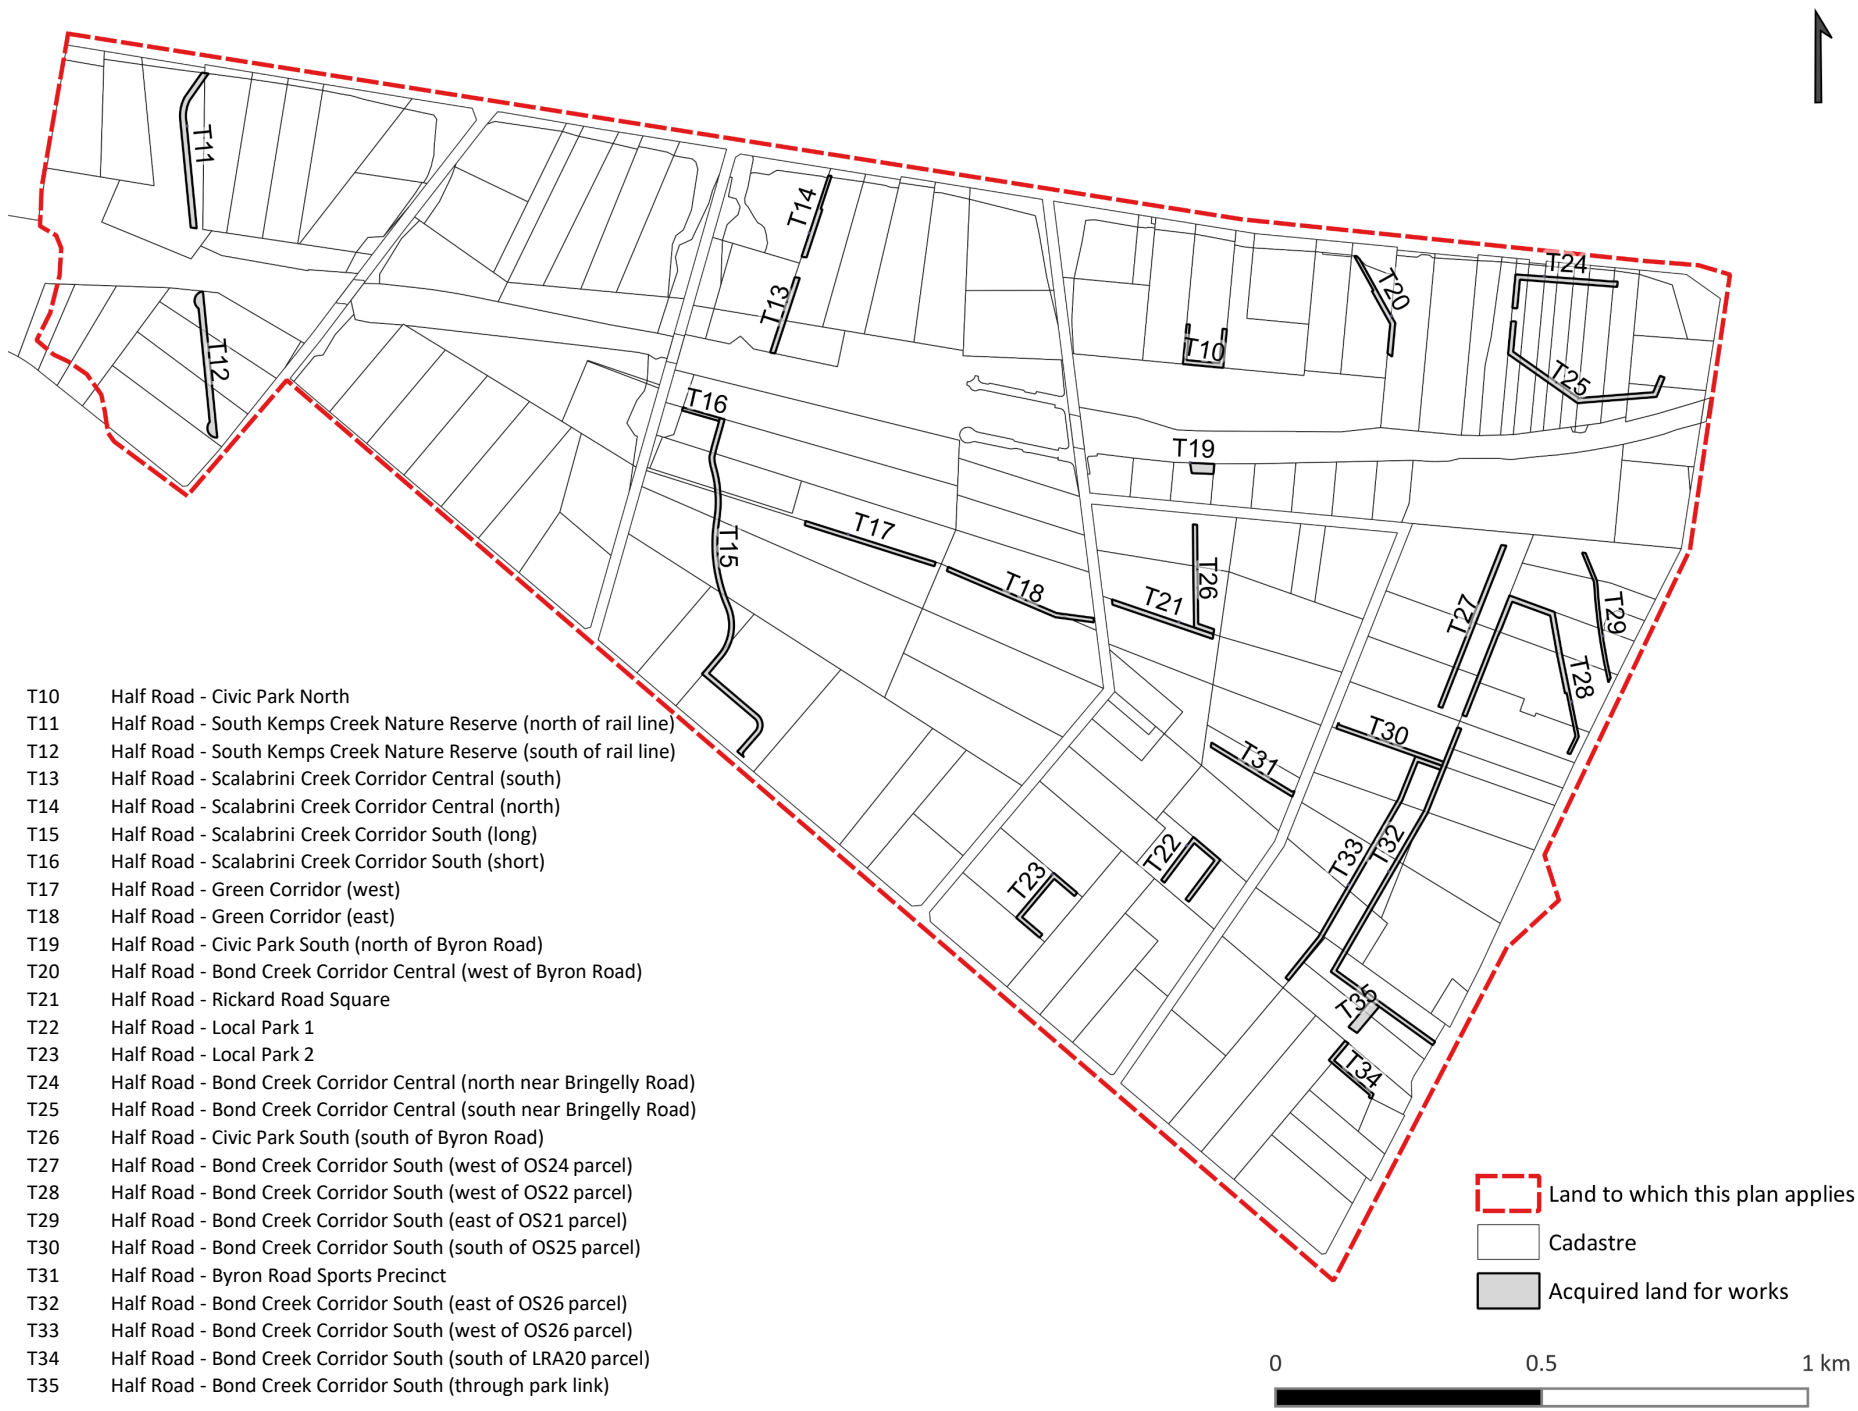 T11
T14
T24
T20
T13
T10
T12
T25
T16
T19
T17
T15
T18
T26
T21
T27
T29
T28
T30
T31
T33
T32
T22
T23
T35
T34
T10 Half Road - Civic Park North
T11 Half Road - South Kemps Creek Nature Reserve (north of rail line)
T12 Half Road - South Kemps Creek Nature Reserve (south of rail line)
T13 Half Road - Scalabrini Creek Corridor Central (south)
T14 Half Road - Scalabrini Creek Corridor Central (north)
T15 Half Road - Scalabrini Creek Corridor South (long)
T16 Half Road - Scalabrini Creek Corridor South (short)
T17 Half Road - Green Corridor (west)
T18 Half Road - Green Corridor (east)
T19 Half Road - Civic Park South (north of Byron Road)
T20 Half Road - Bond Creek Corridor Central (west of Byron Road)
T21 Half Road - Rickard Road Square
T22 Half Road - Local Park 1
T23 Half Road - Local Park 2
T24 Half Road - Bond Creek Corridor Central (north near Bringelly Road)
T25 Half Road - Bond Creek Corridor Central (south near Bringelly Road)
T26 Half Road - Civic Park South (south of Byron Road)
T27 Half Road - Bond Creek Corridor South (west of OS24 parcel)
T28 Half Road - Bond Creek Corridor South (west of OS22 parcel)
T29 Half Road - Bond Creek Corridor South (east of OS21 parcel)
T30 Half Road - Bond Creek Corridor South (south of OS25 parcel)
T31 Half Road - Byron Road Sports Precinct
T32 Half Road - Bond Creek Corridor South (east of OS26 parcel)
T33 Half Road - Bond Creek Corridor South (west of OS26 parcel)
T34 Half Road - Bond Creek Corridor South (south of LRA20 parcel)
T35 Half Road - Bond Creek Corridor South (through park link)
Land to which this plan applies
Cadastre
Acquired land for works
0 0.5 1 km